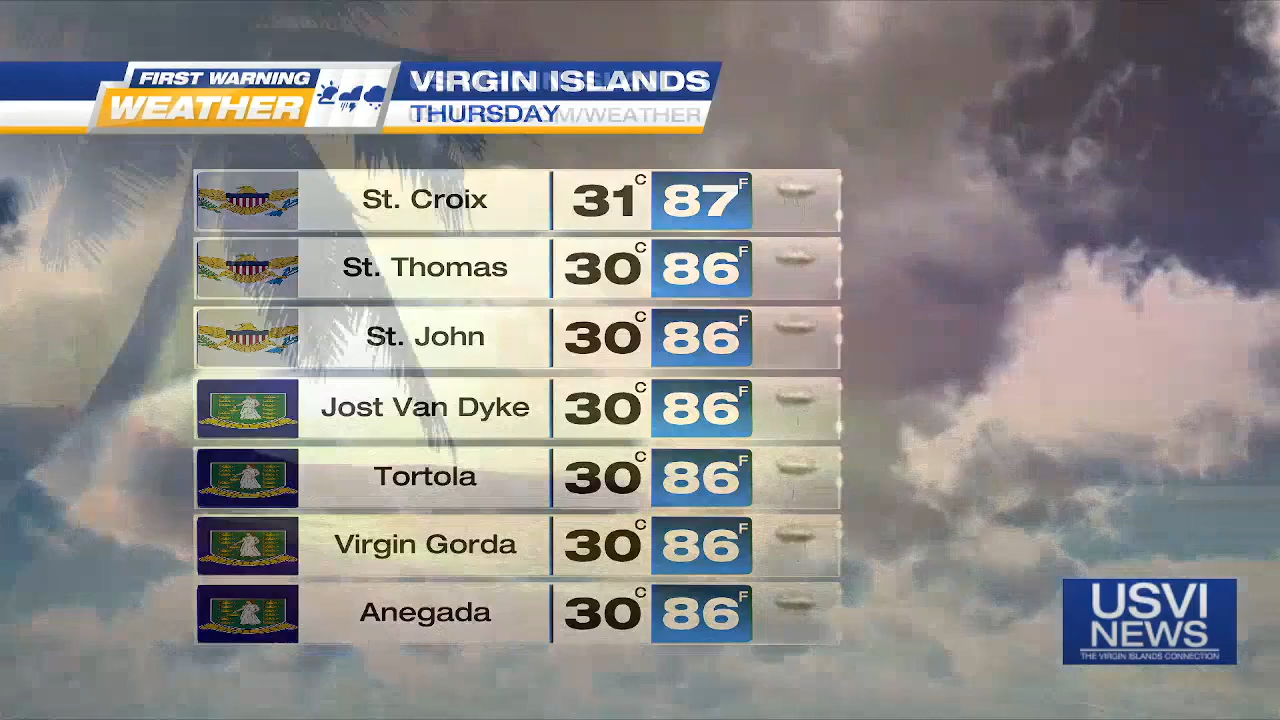 FIRST WARNING
WEATHER
VIRGIN ISLANDS
THURSDAY
M/WEATHER
St. Croix 31 C 87 F
St. Thomas 30 C 86 F
St. John 30 C 86 F
Jost Van Dyke 30 C 86 F
Tortola 30 C 86 F
Virgin Gorda 30 C 86 F
Anegada 30 C 86 F
USVI
NEWS
THE VIRGIN ISLANDS CONNECTION